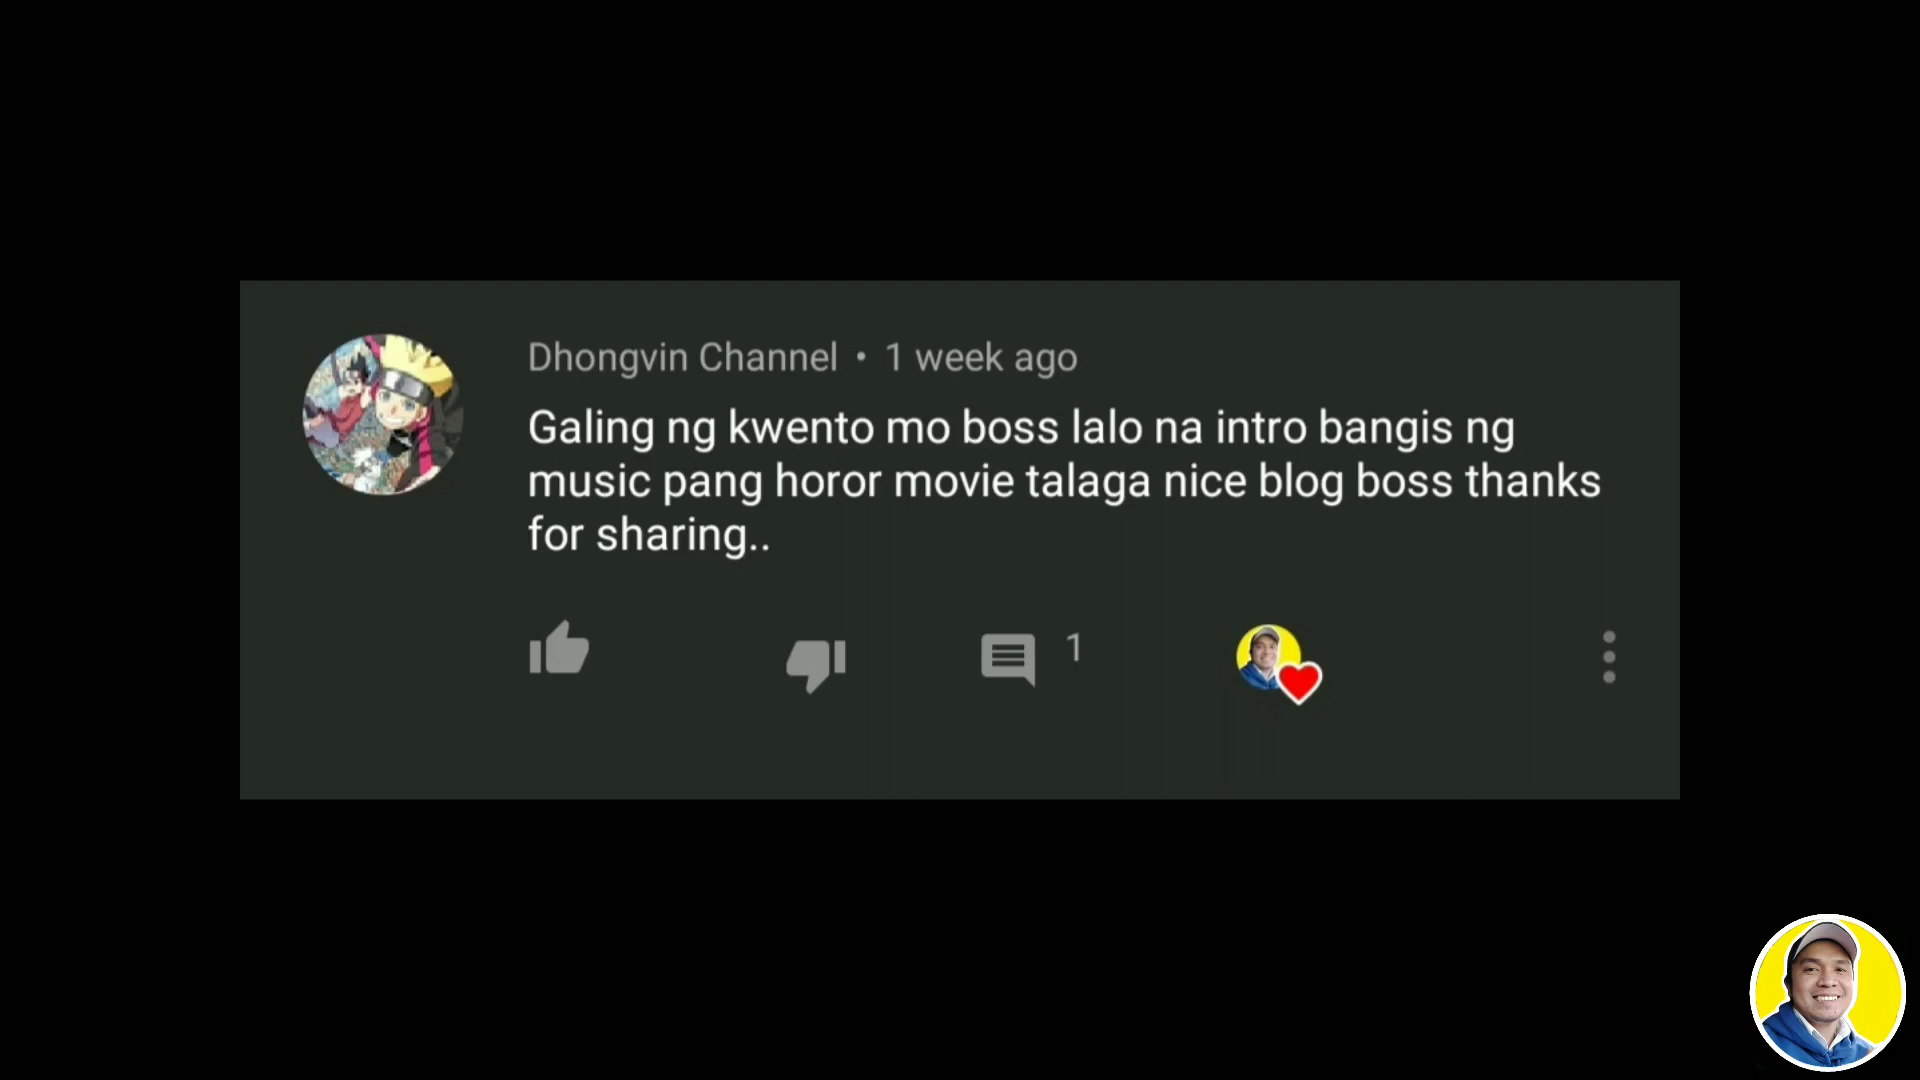 Dhongvin Channel • 1 week ago
Galing ng kwento mo boss lalo na intro bangis ng
music pang horor movie talaga nice blog boss thanks
for sharing..
1